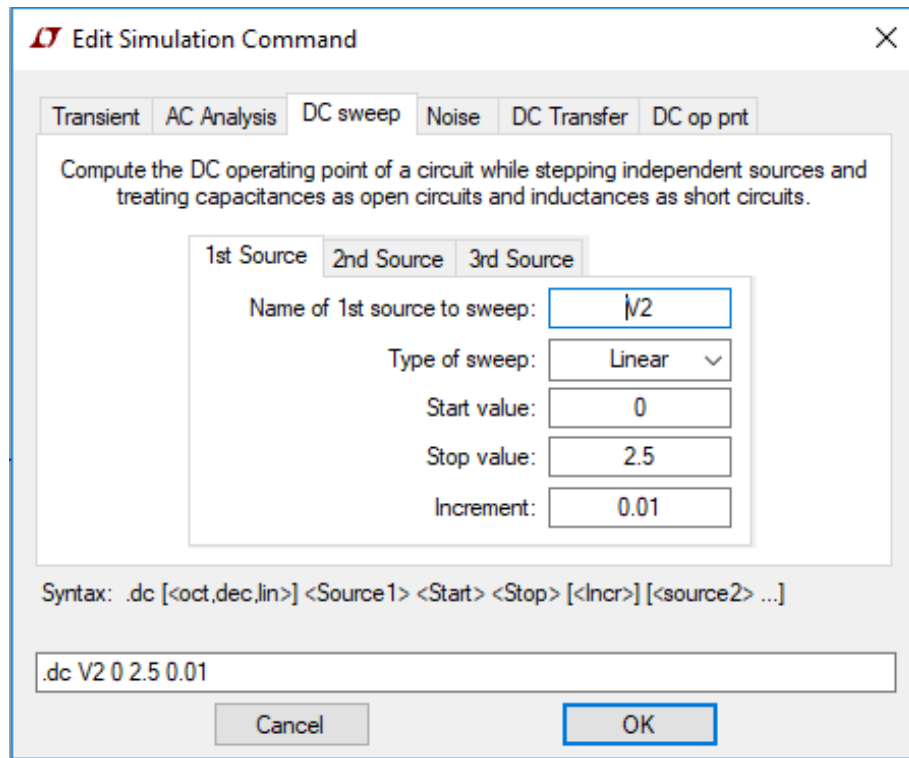 Edit Simulation Command
Transient AC Analysis DC sweep Noise DC Transfer DC op pnt
Compute the DC operating point of a circuit while stepping independent sources and
treating capacitances as open circuits and inductances as short circuits.
1st Source 2nd Source 3rd Source
Name of 1st source to sweep: V2
Type of sweep: Linear
Start value: 0
Stop value: 2.5
Increment: 0.01
Syntax: .dc [<oct,dec,lin>] <Source1> <Start> <Stop> [<Incr>] [<source2> ...]
.dc V2 0 2.5 0.01
Cancel OK